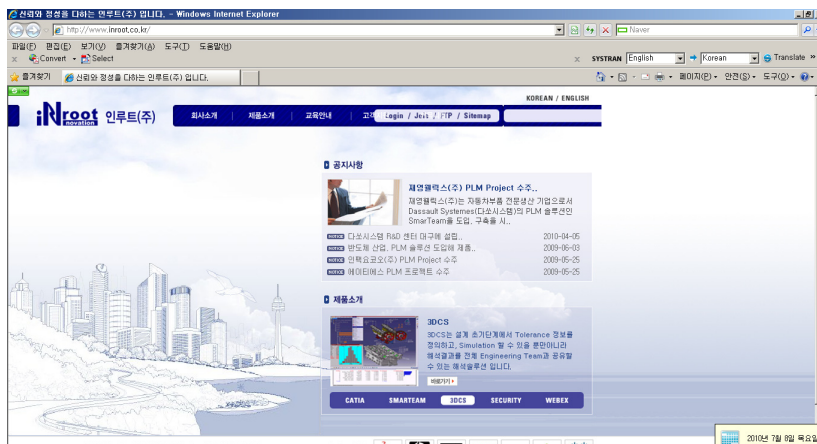 신뢰와 정성을 다하는 인루트(주) 입니다. - Windows Internet Explorer
http://www.inroot.co.kr/
Naver
파일(F) 편집(E) 보기(V) 즐겨찾기(A) 도구(T) 도움말(H)
x Convert Select
x SYSTRAN English Korean Translate »
즐겨찾기 신뢰와 정성을 다하는 인루트(주) 입니다.
페이지(P) 안전(S) 도구(O)
KOREAN / ENGLISH
iNroot novation 인루트(주)
회사소개 | 제품소개 | 교육안내 | Login / Join / FTP / Sitemap
공지사항
재영웰릭스(주) PLM Project 수주..
재영웰릭스(주)는 자동차부품 전문생산 기업으로서
Dassault Systemes(다쏘시스템)의 PLM 솔루션인
SmarTeam을 도입, 구축을 시..
NOTICE 다쏘시스템 R&D 센터 대구에 설립.. 2010-04-05
NOTICE 반도체 산업, PLM 솔루션 도입해 제품.. 2009-06-03
NOTICE 인팩요코오(주) PLM Project 수주 2009-05-25
NOTICE 에이티에스 PLM 프로젝트 수주 2009-05-25
제품소개
3DCS
3DCS는 설계 초기단계에서 Tolerance 정보를
정의하고, Simulation 할 수 있을 뿐만아니라
해석결과를 전체 Engineering Team과 공유할
수 있는 해석솔루션 입니다.
바로가기
CATIA SMARTEAM 3DCS SECURITY WEBEX
2010년 7월 8일 목요일